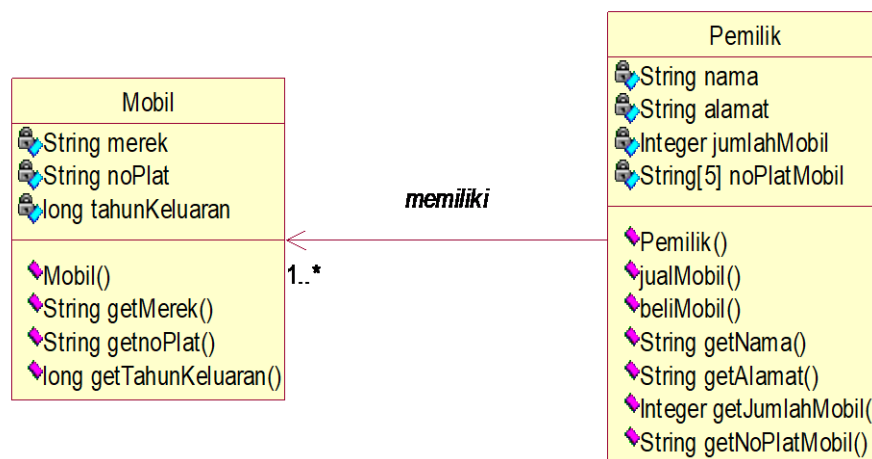 Mobil
String merek
String noPlat
long tahunKeluaran
Mobil()
String getMerek()
String getnoPlat()
long getTahunKeluaran()
memiliki
1..*
Pemilik
String nama
String alamat
Integer jumlahMobil
String[5] noPlatMobil
Pemilik()
jualMobil()
beliMobil()
String getNama()
String getAlamat()
Integer getJumlahMobil(
String getNoPlatMobil()